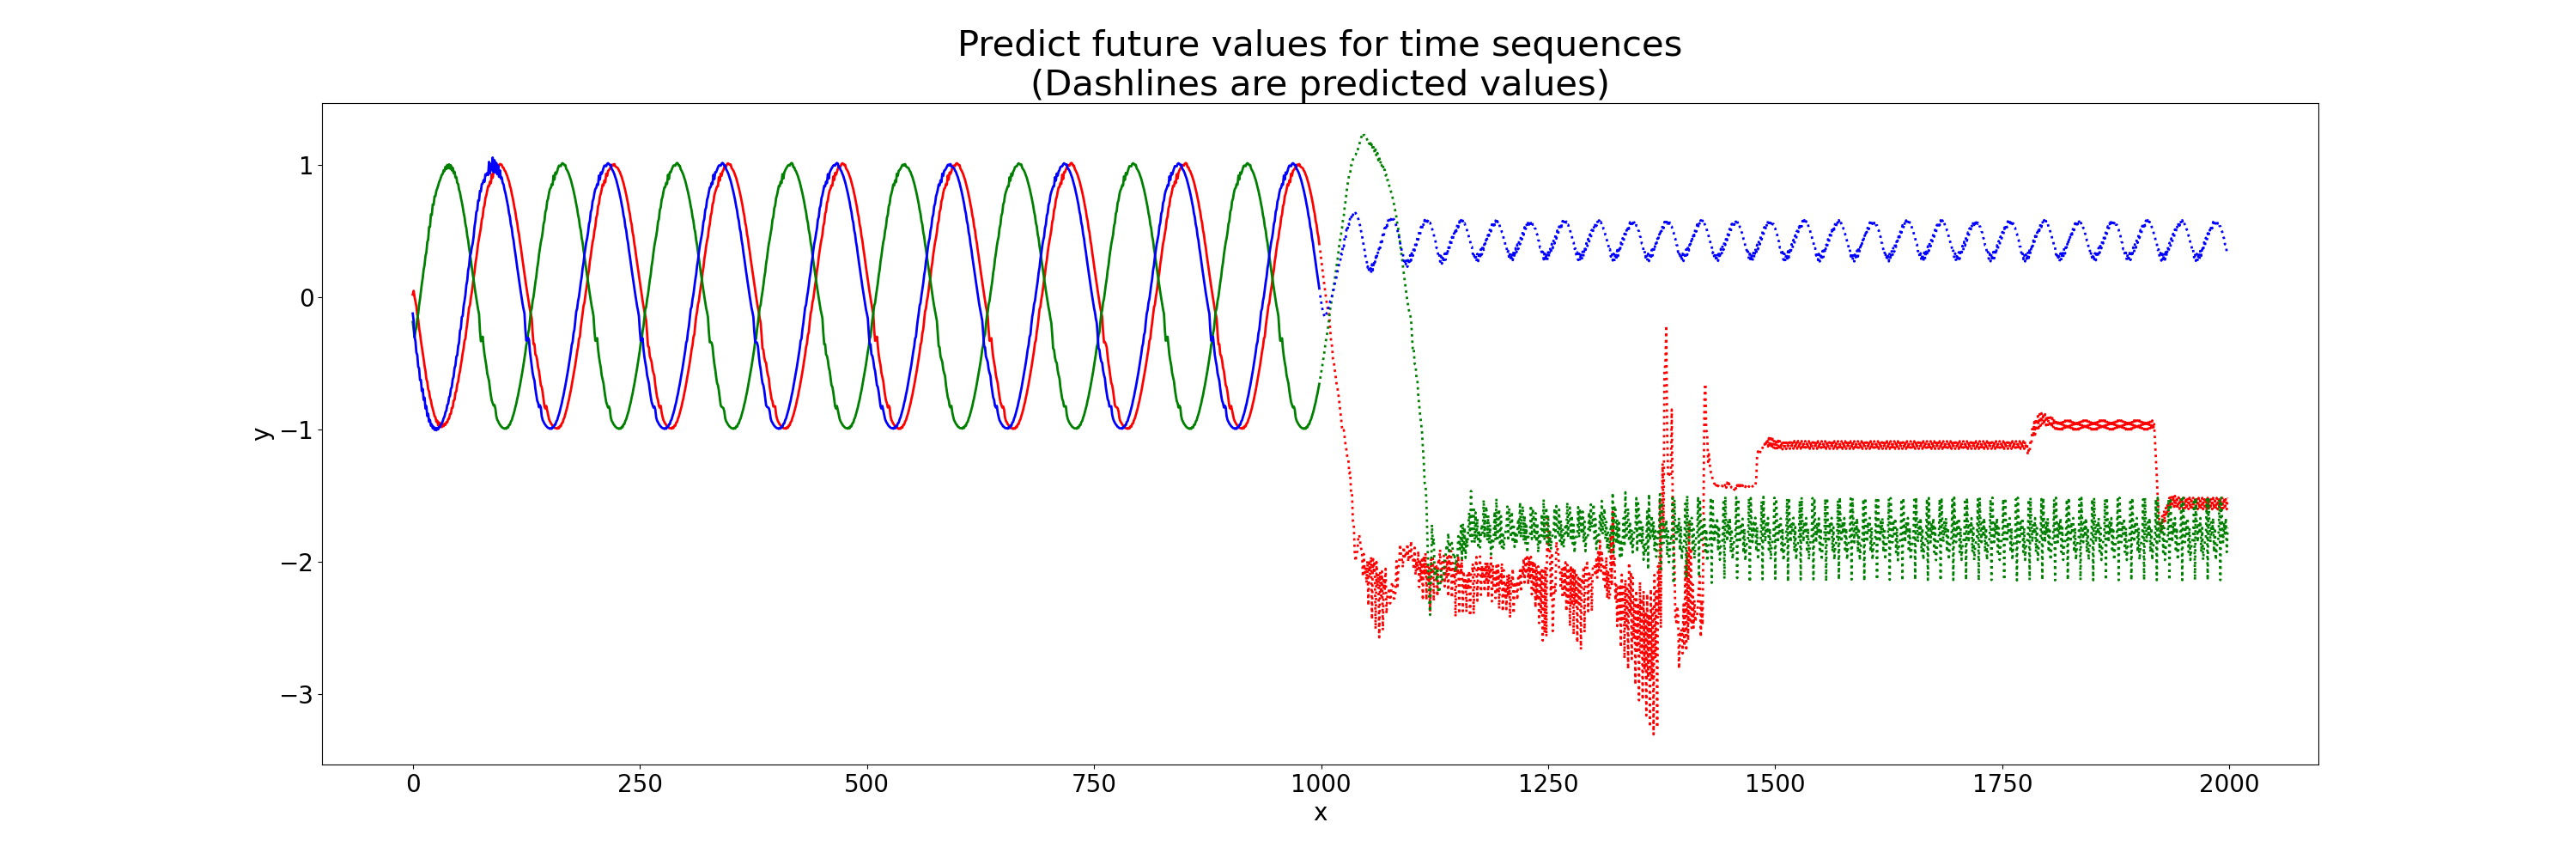 Predict future values for time sequences
(Dashlines are predicted values)
1
0
−1
−2
−3
y
0 250 500 750 1000 1250 1500 1750 2000
x